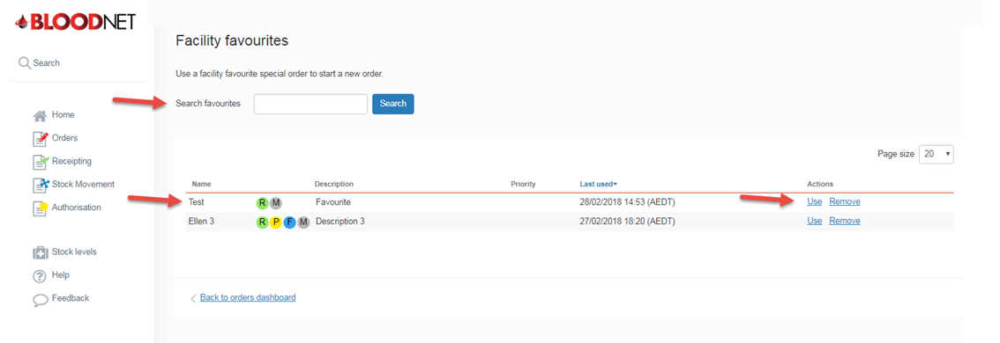 BLOODNET
Search
Home
Orders
Receipting
Stock Movement
Authorisation
Stock levels
Help
Feedback
Facility favourites
Use a facility favourite special order to start a new order.
Search favourites Search
Page size 20
Name Description Priority Last used Actions
Test R M Favourite 28/02/2018 14:53 (AEDT) Use Remove
Ellen 3 R P F M Description 3 27/02/2018 18:20 (AEDT) Use Remove
Back to orders dashboard